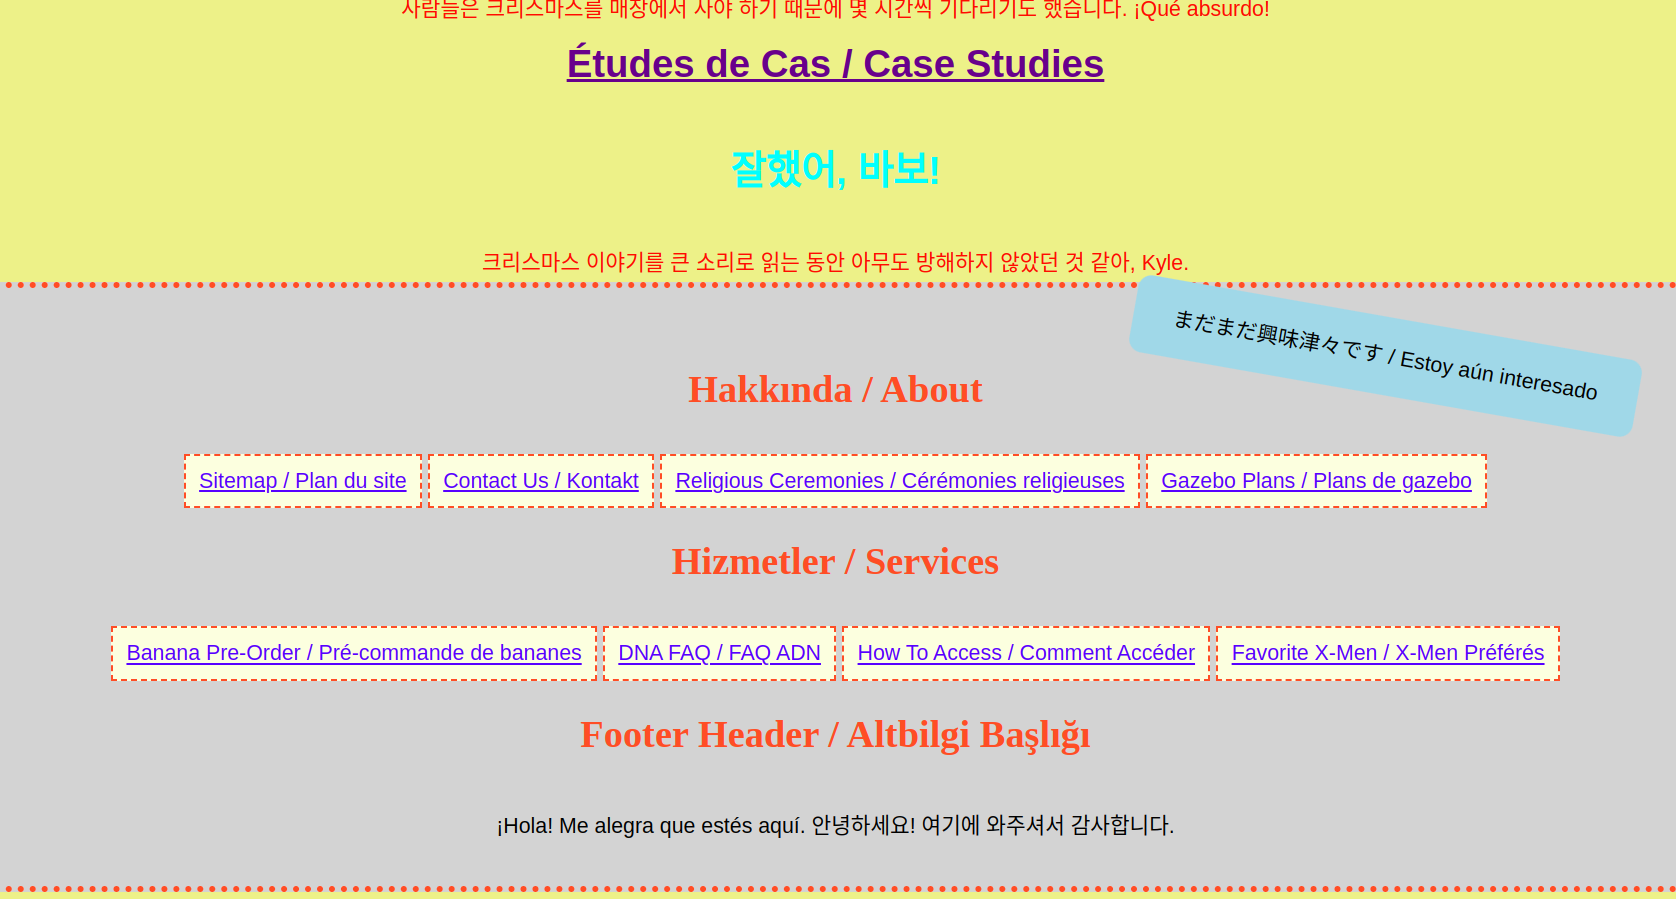 사람들은 크리스마스를 매장에서 사야 하기 때문에 몇 시간씩 기다리기도 했습니다. ¡Qué absurdo!
Études de Cas / Case Studies
잘했어, 바보!
크리스마스 이야기를 큰 소리로 읽는 동안 아무도 방해하지 않았던 것 같아, Kyle.
まだまだ興味津々です / Estoy aún interesado
Hakkında / About
Sitemap / Plan du site Contact Us / Kontakt Religious Ceremonies / Cérémonies religieuses Gazebo Plans / Plans de gazebo
Hizmetler / Services
Banana Pre-Order / Pré-commande de bananes DNA FAQ / FAQ ADN How To Access / Comment Accéder Favorite X-Men / X-Men Préférés
Footer Header / Altbilgi Başlığı
¡Hola! Me alegra que estés aquí. 안녕하세요! 여기에 와주셔서 감사합니다.